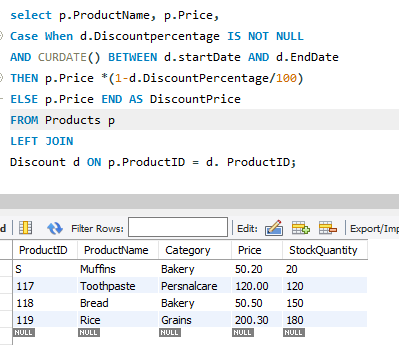 select p.ProductName, p.Price,
Case When d.Discountpercentage IS NOT NULL
AND CURDATE() BETWEEN d.startDate AND d.EndDate
THEN p.Price *(1-d.DiscountPercentage/100)
ELSE p.Price END AS DiscountPrice
FROM Products p
LEFT JOIN
Discount d ON p.ProductID = d. ProductID;
Filter Rows: Edit: Export/Imp
ProductID ProductName Category Price StockQuantity
S Muffins Bakery 50.20 20
117 Toothpaste Persnalcare 120.00 120
118 Bread Bakery 50.50 150
119 Rice Grains 200.30 180
NULL NULL NULL NULL NULL